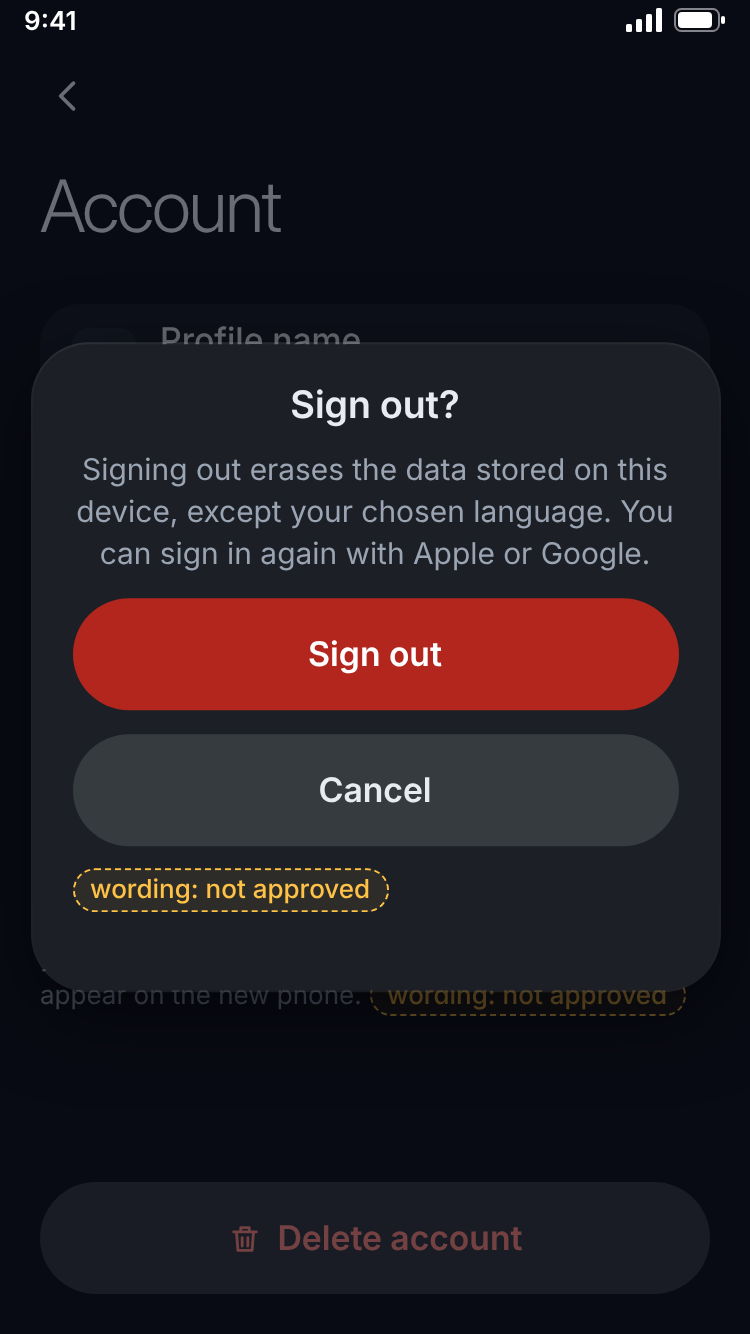 9:41
Account
Profile name
Sign out?
Signing out erases the data stored on this
device, except your chosen language. You
can sign in again with Apple or Google.
Sign out
Cancel
wording: not approved
appear on the new phone. wording: not approved
Delete account